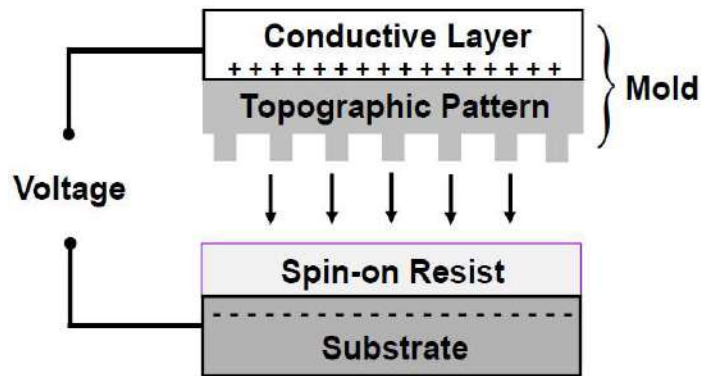 Conductive Layer
+ + + + + + + + + + + + + + + +
Topographic Pattern
Mold
Voltage
Spin-on Resist
- - - - - - - - - - - - - - - - - - - - -
Substrate